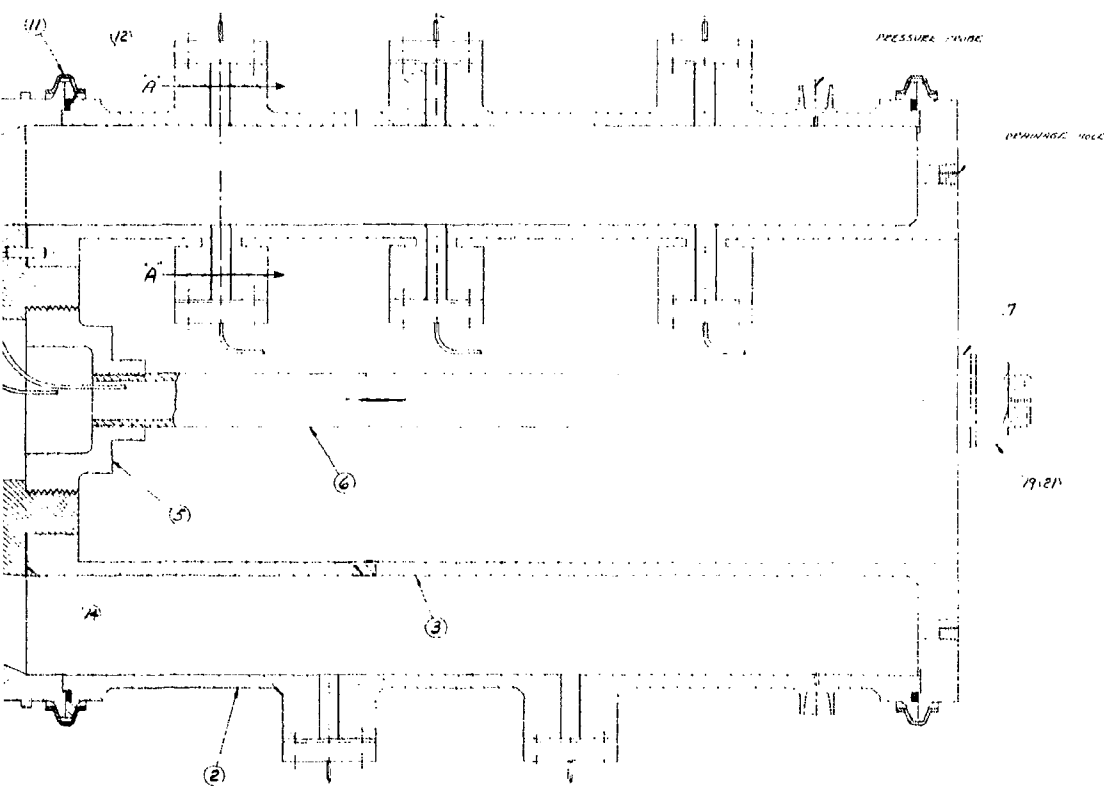 (11)
(12)
PRESSURE PROBE
"A"
DRAINAGE HOLE
"A"
7
(6)
(5)
19,21
(3)
14
(2)